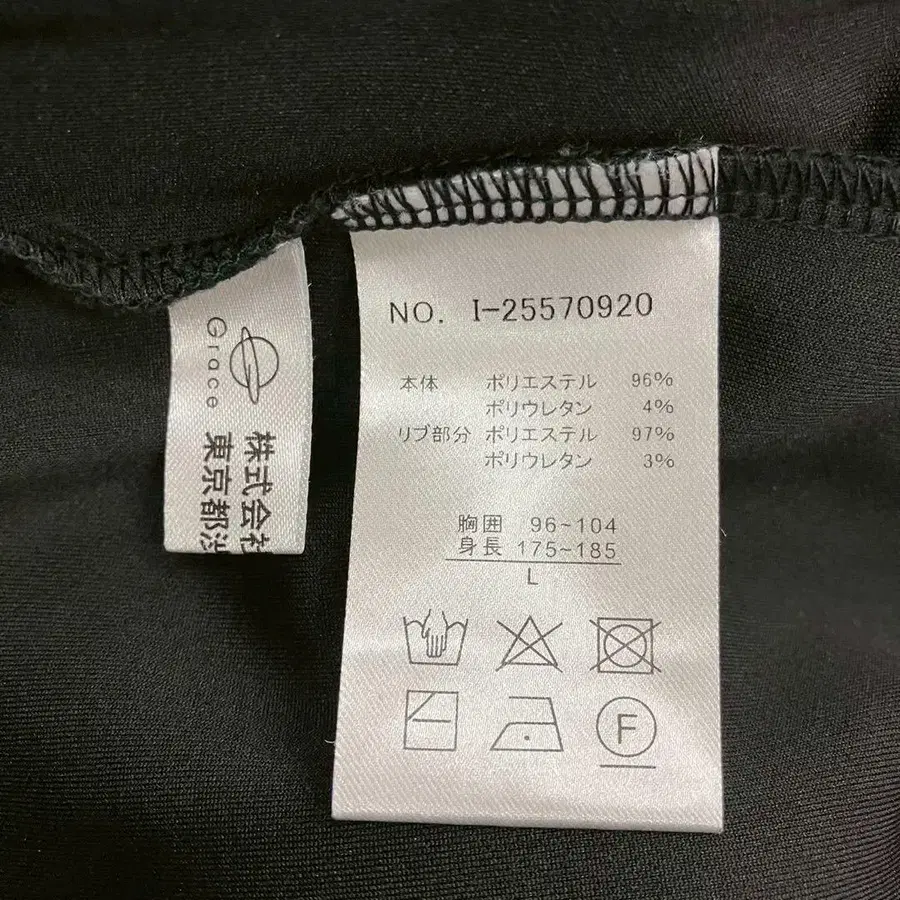 NO. I-25570920
本体 ポリエステル 96%
ポリウレタン 4%
リブ部分 ポリエステル 97%
ポリウレタン 3%
胸囲 96~104
身長 175~185
L
F
Grace
株式会社
東京都渋